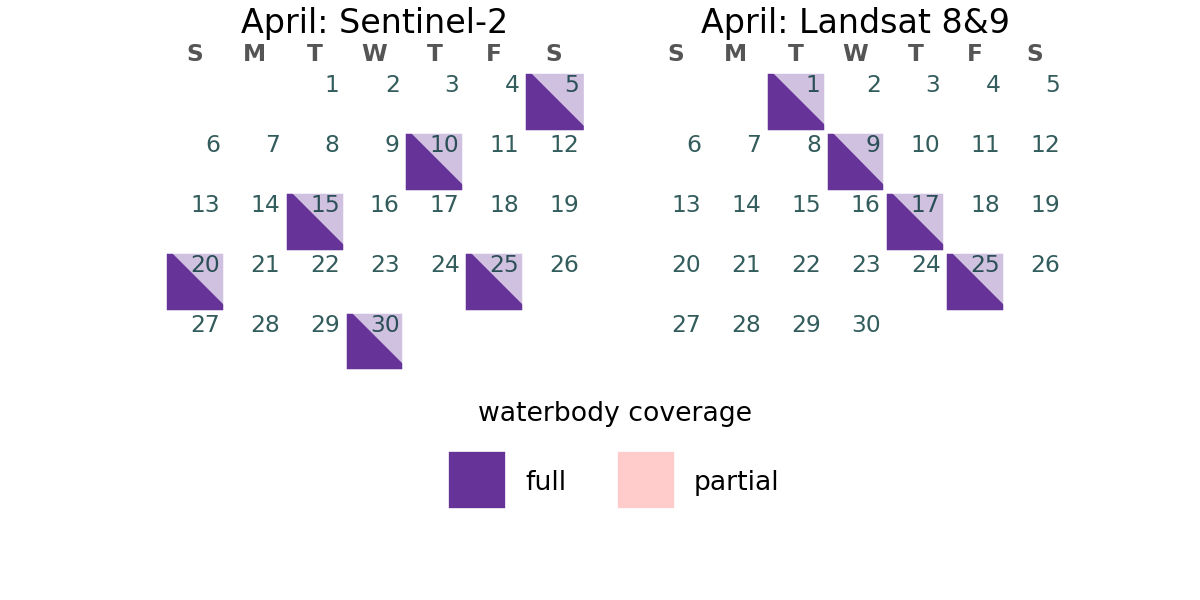 April: Sentinel-2
S M T W T F S
1 2 3 4 5
6 7 8 9 10 11 12
13 14 15 16 17 18 19
20 21 22 23 24 25 26
27 28 29 30
April: Landsat 8&9
S M T W T F S
1 2 3 4 5
6 7 8 9 10 11 12
13 14 15 16 17 18 19
20 21 22 23 24 25 26
27 28 29 30
waterbody coverage
full partial